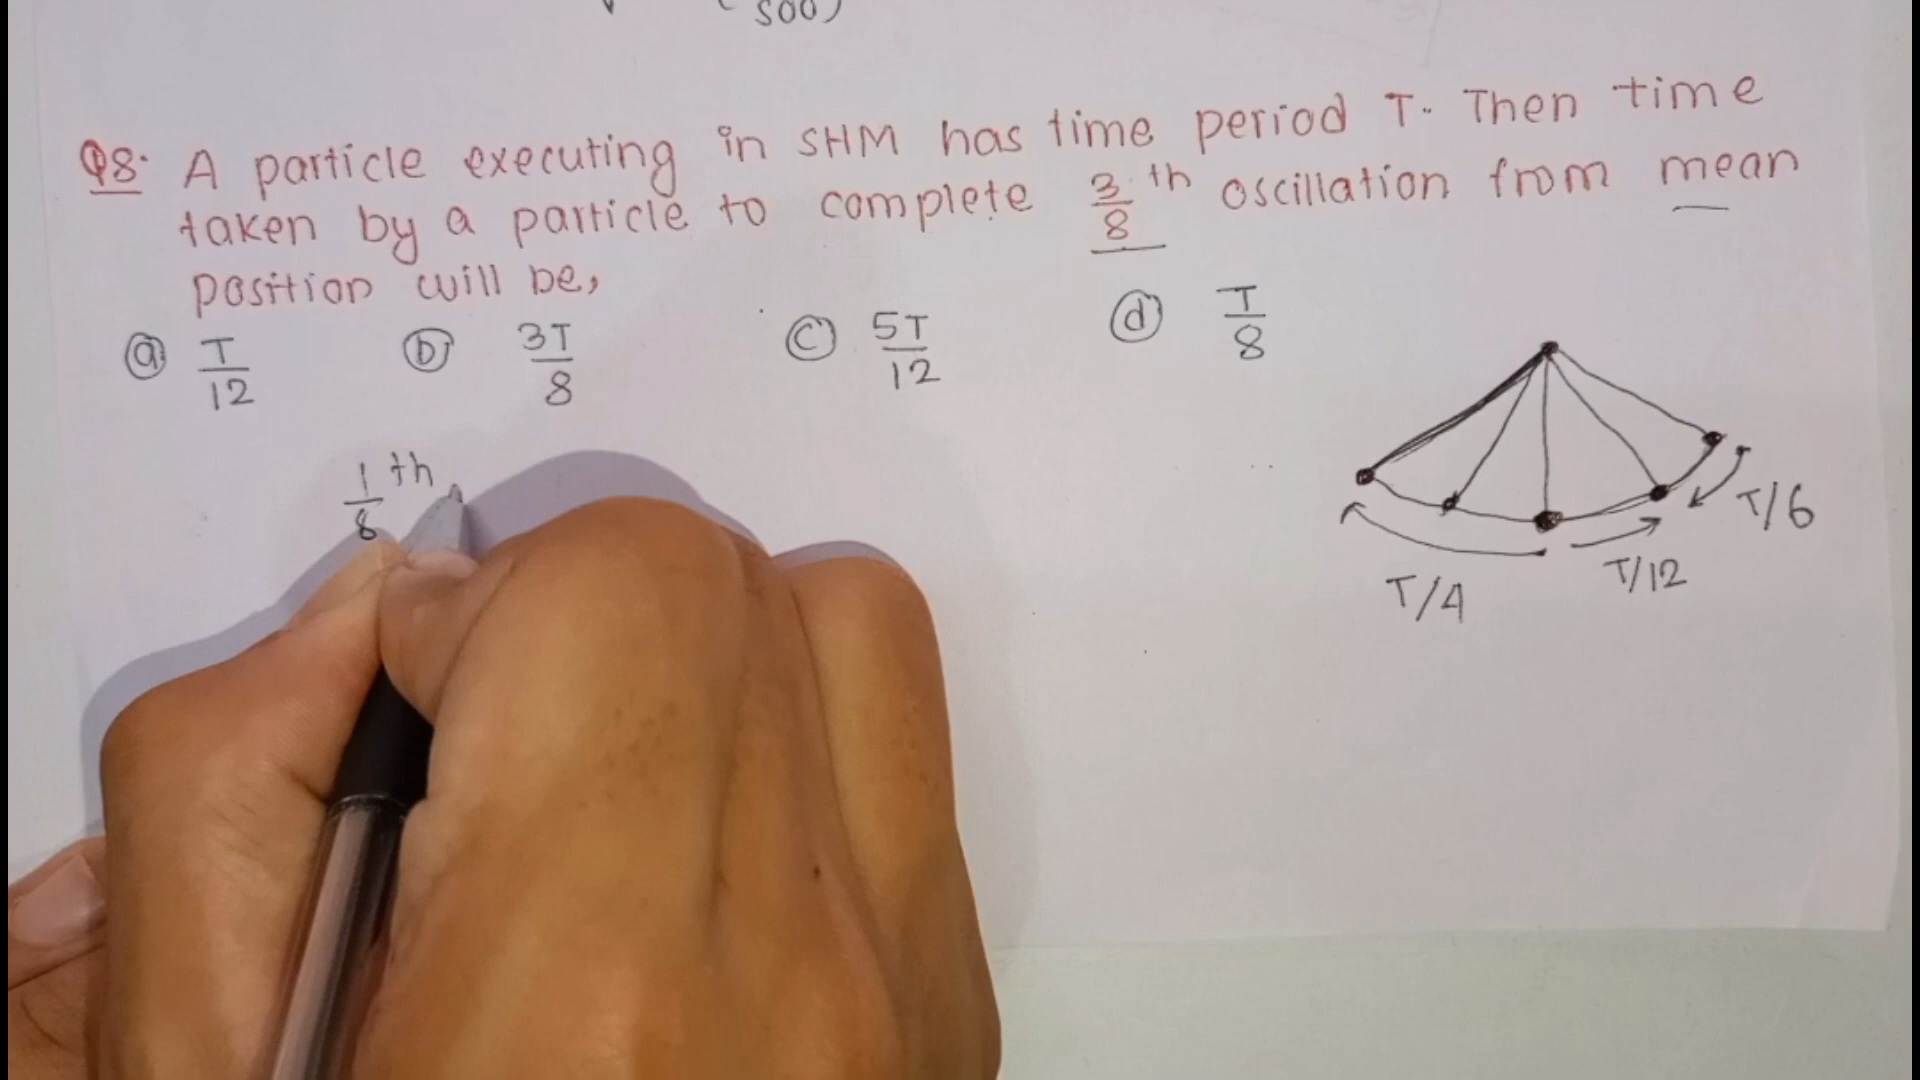 500)
Q8. A particle executing in SHM has time period T. Then time
taken by a particle to complete 3/8 th oscillation from mean
position will be,
(a) T/12 (b) 3T/8 (c) 5T/12 (d) T/8
1/8 th
T/6
T/12
T/4